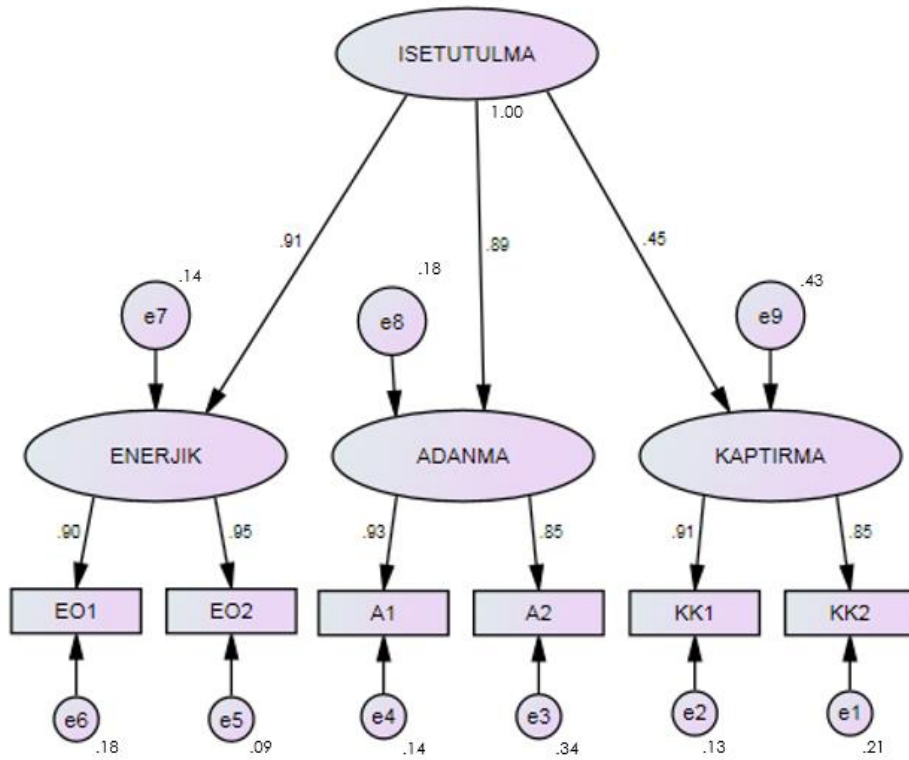 ISETUTULMA
1.00
.91
.89
.45
.14
.18
.43
e7
e8
e9
ENERJIK
ADANMA
KAPTIRMA
.90
.95
.93
.85
.91
.85
EO1
EO2
A1
A2
KK1
KK2
e6
e5
e4
e3
e2
e1
.18
.09
.14
.34
.13
.21